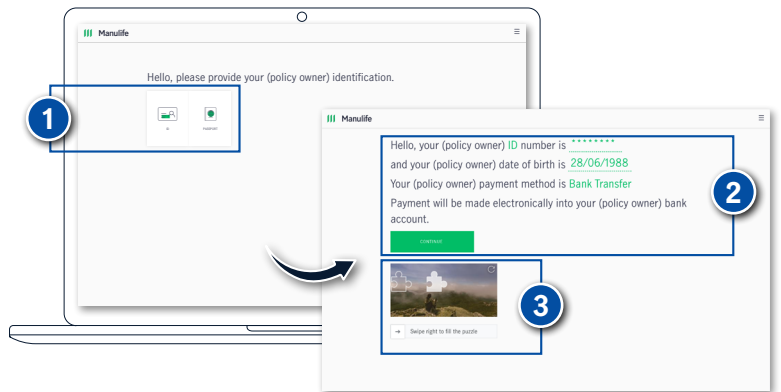 Manulife
Hello, please provide your (policy owner) identification.
1
ID
PASSPORT
Manulife
Hello, your (policy owner) ID number is ********
and your (policy owner) date of birth is 28/06/1988
Your (policy owner) payment method is Bank Transfer
Payment will be made electronically into your (policy owner) bank
account.
2
CONTINUE
3
Swipe right to fill the puzzle